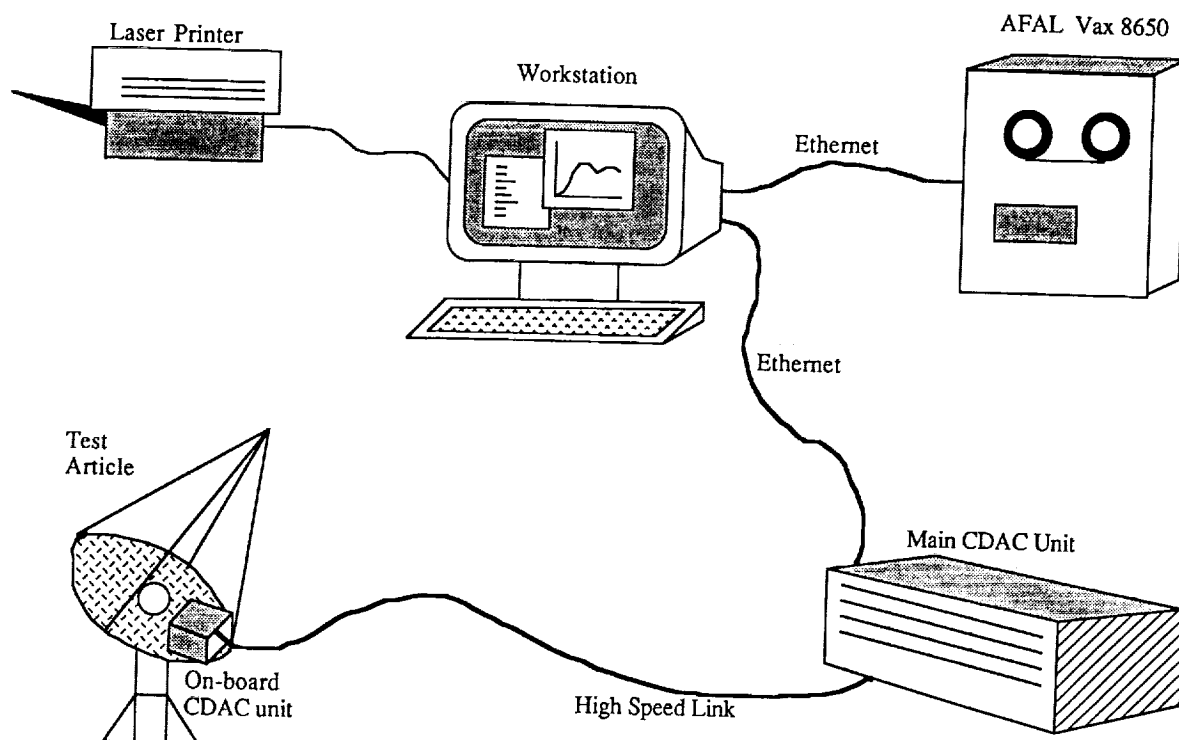 Laser Printer
Workstation
AFAL Vax 8650
Ethernet
Ethernet
Test
Article
Main CDAC Unit
On-board
CDAC unit
High Speed Link